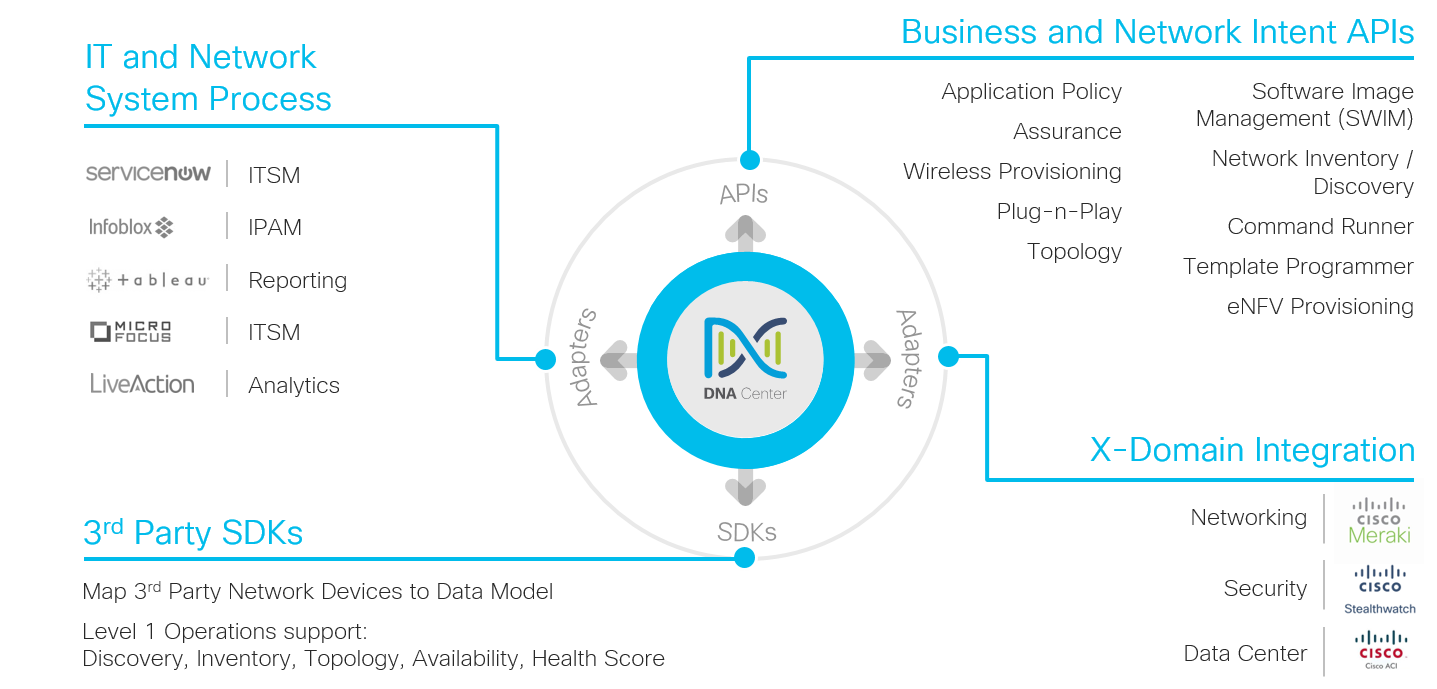 IT and Network
System Process
servicenow ITSM
Infoblox IPAM
+ableau Reporting
MICRO
FOCUS ITSM
LiveAction Analytics
Business and Network Intent APIs
Application Policy
Assurance
Wireless Provisioning
Plug-n-Play
Topology
Software Image
Management (SWIM)
Network Inventory /
Discovery
Command Runner
Template Programmer
eNFV Provisioning
APIs
Adapters
DNA Center
Adapters
SDKs
X-Domain Integration
Networking
CISCO
Meraki
Security
CISCO
Stealthwatch
Data Center
CISCO
Cisco ACI
3rd Party SDKs
Map 3rd Party Network Devices to Data Model
Level 1 Operations support:
Discovery, Inventory, Topology, Availability, Health Score